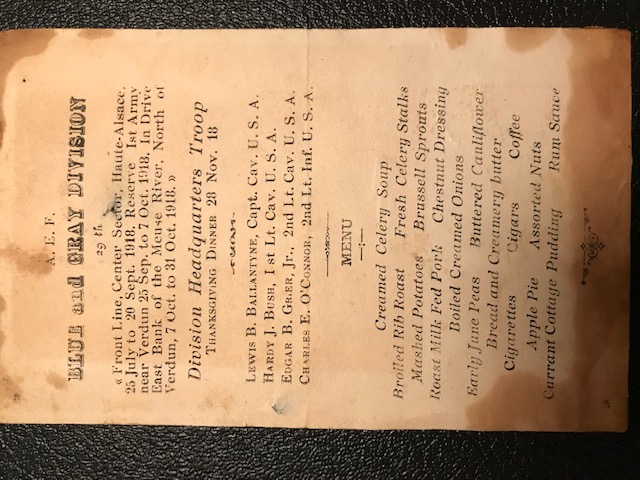 A. E. F.
BLUE and GRAY DIVISION
29 th
« Front Line, Center Sector, Haute-Alsace,
25 July to 20 Sept. 1918. Reserve 1st Army
near Verdun 25 Sep. to 7 Oct. 1918. In Drive
East Bank of the Meuse River, North of
Verdun, 7 Oct. to 31 Oct. 1918. »
Division Headquarters Troop
THANKSGIVING DINNER 28 NOV. 18
LEWIS B. BALLANTYNE, Capt. Cav. U. S. A.
HARDY J. BUSH, 1st Lt. Cav. U. S. A.
EDGAR B. GRIER, JR., 2nd Lt. Cav. U. S. A.
CHARLES E. O'CONNOR, 2nd Lt. Inf. U. S. A.
MENU
Creamed Celery Soup
Broiled Rib Roast Fresh Celery Stalks
Mashed Potatoes Brussell Sprouts
Roast Milk Fed Pork Chestnut Dressing
Boiled Creamed Onions
Early June Peas Buttered Cauliflower
Bread and Creamery butter
Cigarettes Cigars Coffee
Apple Pie Assorted Nuts
Currant Cottage Pudding Rum Sauce